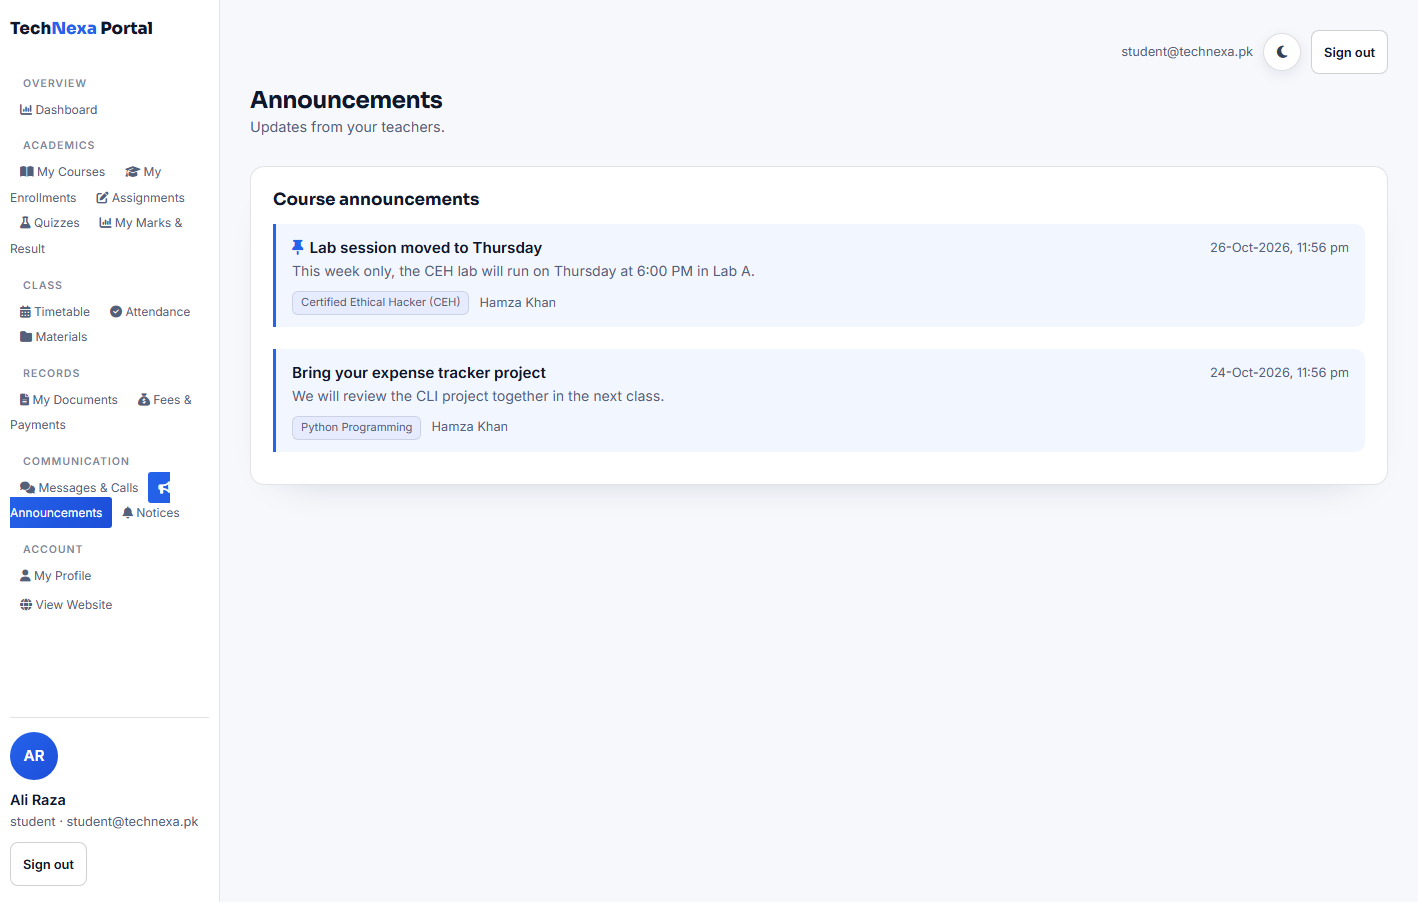 TechNexa Portal
OVERVIEW
Dashboard
ACADEMICS
My Courses My
Enrollments Assignments
Quizzes My Marks &
Result
CLASS
Timetable Attendance
Materials
RECORDS
My Documents Fees &
Payments
COMMUNICATION
Messages & Calls
Announcements Notices
ACCOUNT
My Profile
View Website
AR
Ali Raza
student · student@technexa.pk
Sign out
student@technexa.pk Sign out
Announcements
Updates from your teachers.
Course announcements
Lab session moved to Thursday 26-Oct-2026, 11:56 pm
This week only, the CEH lab will run on Thursday at 6:00 PM in Lab A.
Certified Ethical Hacker (CEH) Hamza Khan
Bring your expense tracker project 24-Oct-2026, 11:56 pm
We will review the CLI project together in the next class.
Python Programming Hamza Khan